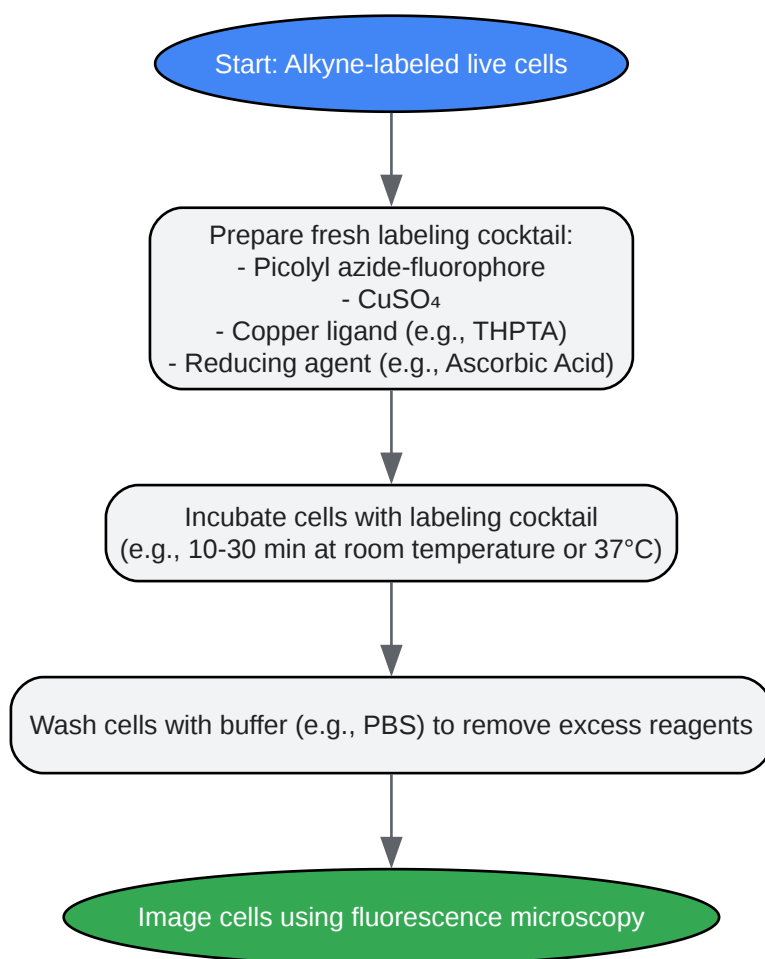 Start: Alkyne-labeled live cells
Prepare fresh labeling cocktail:
- Picolyl azide-fluorophore
- CuSO₄
- Copper ligand (e.g., THPTA)
- Reducing agent (e.g., Ascorbic Acid)
Incubate cells with labeling cocktail
(e.g., 10-30 min at room temperature or 37°C)
Wash cells with buffer (e.g., PBS) to remove excess reagents
Image cells using fluorescence microscopy